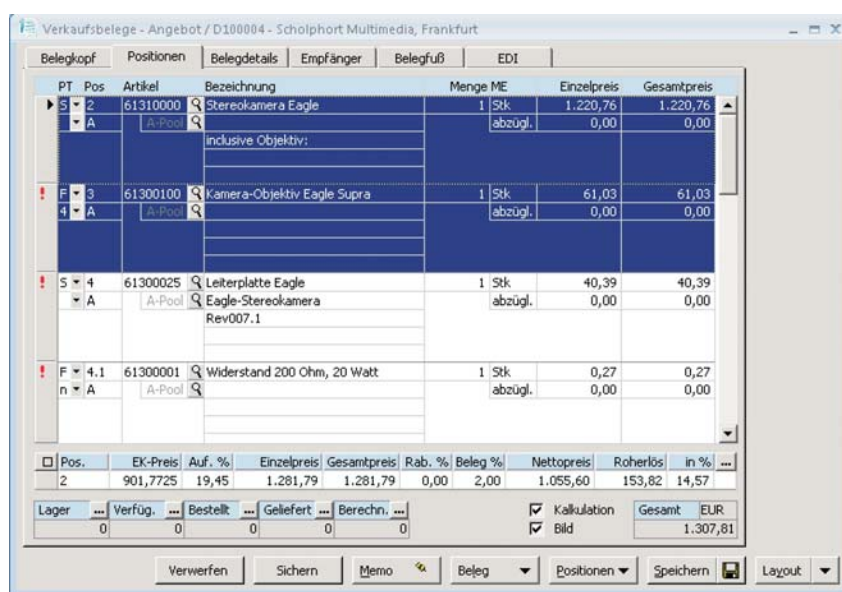 Verkaufsbelege - Angebot / D100004 - Scholphort Multimedia, Frankfurt
Belegkopf Positionen Belegdetails Empfänger Belegfuß EDI
PT Pos Artikel Bezeichnung Menge ME Einzelpreis Gesamtpreis
S 2 61310000 Stereokamera Eagle 1 Stk 1.220,76 1.220,76
A A-Pool abzügl. 0,00 0,00
inclusive Objektiv:
! F 3 61300100 Kamera-Objektiv Eagle Supra 1 Stk 61,03 61,03
4 A A-Pool abzügl. 0,00 0,00
! S 4 61300025 Leiterplatte Eagle 1 Stk 40,39 40,39
A A-Pool Eagle-Stereokamera abzügl. 0,00 0,00
Rev007.1
! F 4.1 61300001 Widerstand 200 Ohm, 20 Watt 1 Stk 0,27 0,27
n A A-Pool abzügl. 0,00 0,00
Pos. EK-Preis Auf. % Einzelpreis Gesamtpreis Rab. % Beleg % Nettopreis Roherlös in % ...
2 901,7725 19,45 1.281,79 1.281,79 0,00 2,00 1.055,60 153,82 14,57
Lager ... Verfüg. ... Bestellt ... Geliefert ... Berechn. ... Kalkulation Gesamt EUR
0 0 0 0 0 Bild 1.307,81
Verwerfen Sichern Memo Beleg Positionen Speichern Layout